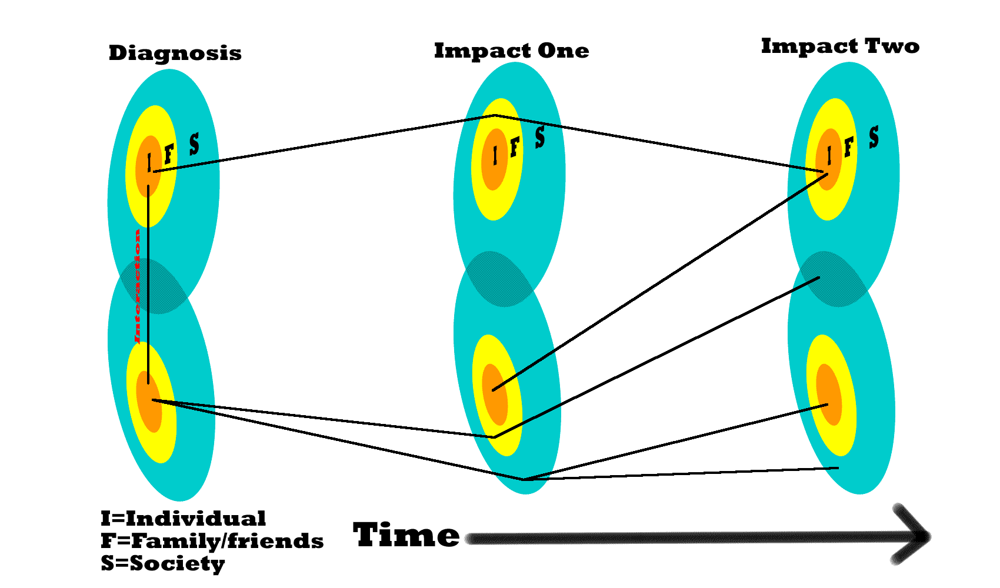 Diagnosis
Impact One
Impact Two
I F S
I F S
I F S
Interaction
I=Individual
F=Family/friends
S=Society
Time